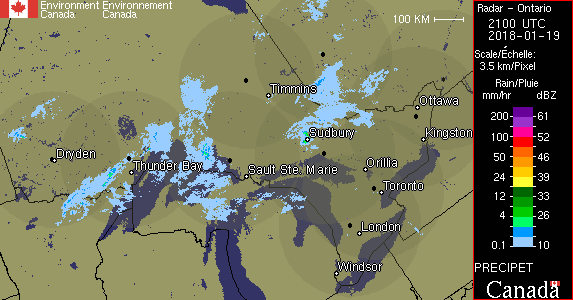 Environment Environnement
Canada Canada
100 KM
Timmins
Ottawa
Sudbury
Kingston
Dryden
Thunder Bay
Sault Ste. Marie
Orillia
Toronto
London
Windsor
Radar - Ontario
2100 UTC
2018-01-19
Scale/Échelle:
3.5 km/Pixel
Rain/Pluie
mm/hr dBZ
200 61
100 52
50 46
24 39
12 33
4 26
0.1 10
PRECIPET
Canada